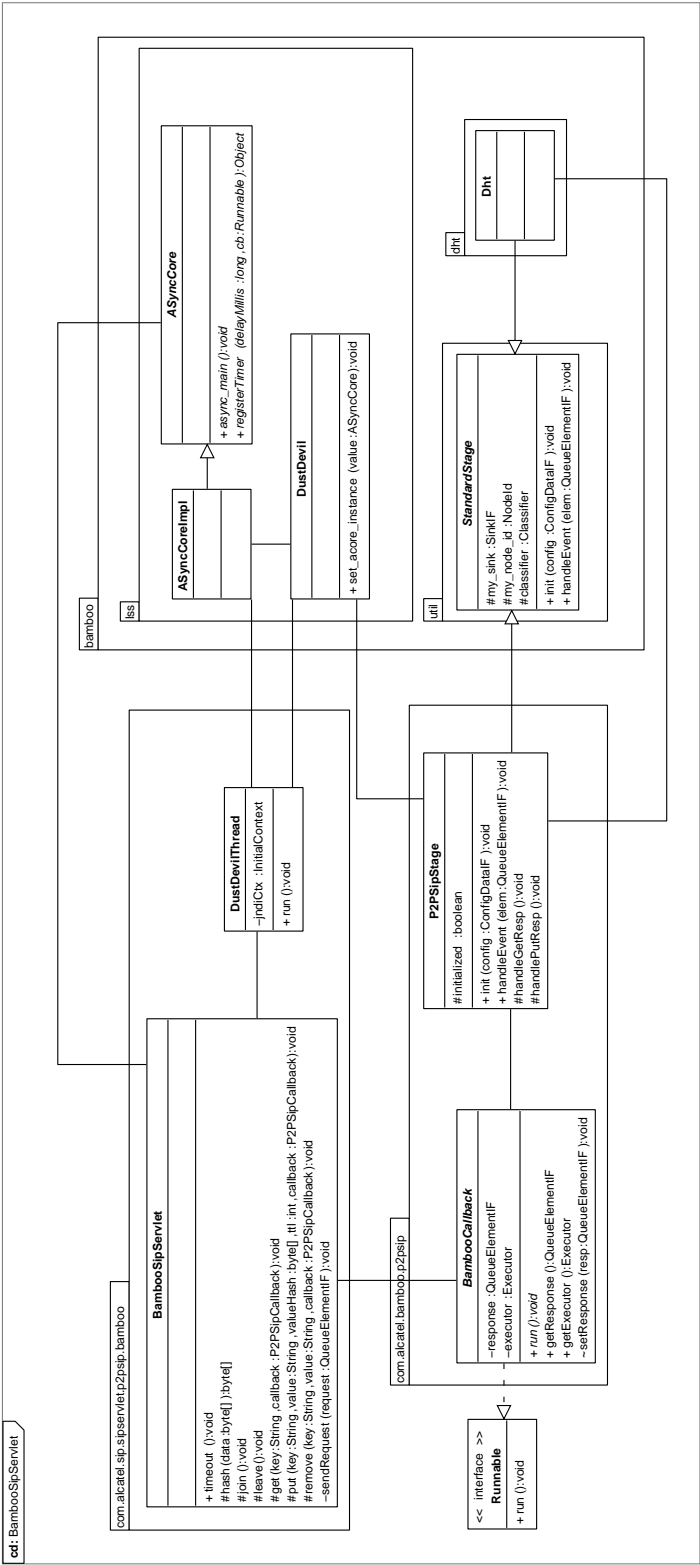 cd: BambooSipServlet
com.alcatel.sip.sipservlet.p2psip.bamboo
BambooSipServlet
+ timeout ():void
#hash (data :byte[] ):byte[]
#join ():void
#leave():void
#get (key:String ,callback :P2PSipCallback ):void
#put (key:String ,value:String ,valueHash :byte[] ,ttl :int ,callback :P2PSipCallback):void
#remove (key:String ,value:String ,callback :P2PSipCallback):void
–sendRequest (request :QueueElementIF ):void
DustDevilThread
–jndiCtx :InitialContext
+ run ():void
bamboo
lss
ASyncCoreImpl
ASyncCore
+ async_main ():void
+ registerTimer (delayMillis :long ,cb:Runnable ):Object
DustDevil
+ set_acore_instance (value :ASyncCore):void
<< interface >>
Runnable
+ run ():void
com.alcatel.bamboo.p2psip
BambooCallback
–response :QueueElementIF
–executor :Executor
+ run ():void
+ getResponse ():QueueElementIF
+ getExecutor ():Executor
~setResponse (resp:QueueElementIF ):void
P2PSipStage
#initialized :boolean
+ init (config :ConfigDataIF ):void
+ handleEvent (elem:QueueElementIF ):void
#handleGetResp ():void
#handlePutResp ():void
util
StandardStage
#my_sink :SinkIF
#my_node_id :NodeId
#classifier :Classifier
+ init (config :ConfigDataIF ):void
+ handleEvent (elem :QueueElementIF ):void
dht
Dht